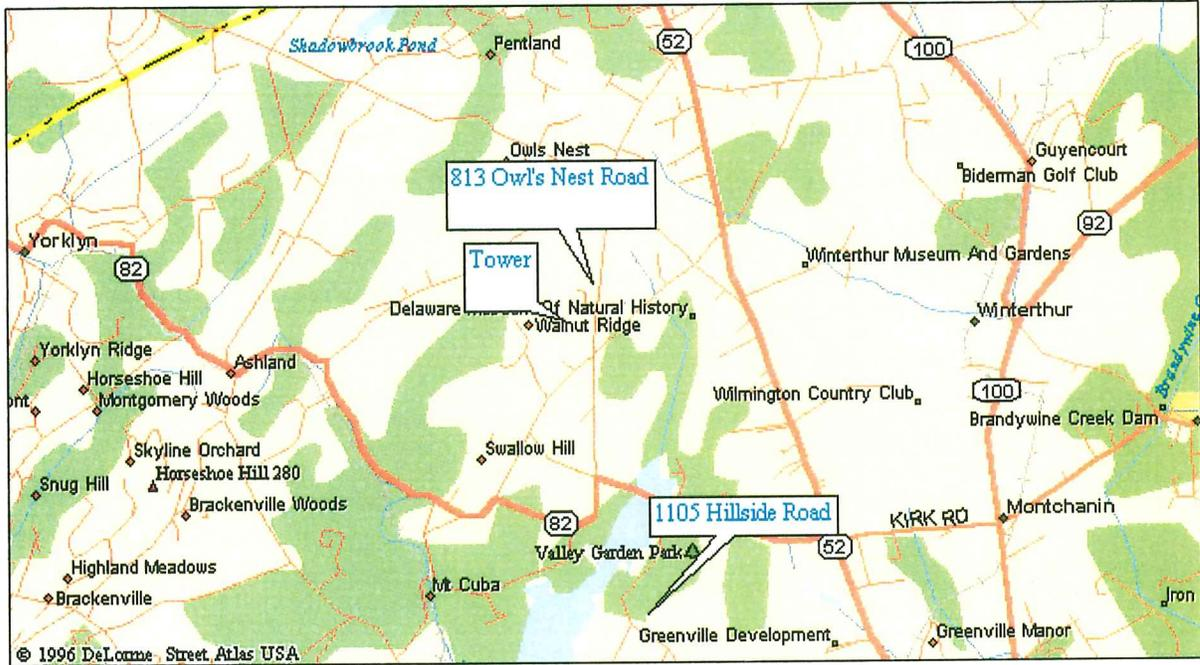 52
100
Shadowbrook Pond
Pentland
Owls Nest
Guyencourt
Biderman Golf Club
813 Owl's Nest Road
92
Yorklyn
82
Tower
Winterthur Museum And Gardens
Delaware Of Natural History
Walnut Ridge
Winterthur
Yorklyn Ridge
Ashland
Horseshoe Hill
ont
Montgomery Woods
Wilmington Country Club
100
Brandywine Creek Dam
Skyline Orchard
Swallow Hill
Horseshoe Hill 280
Snug Hill
Brackenville Woods
1105 Hillside Road
KIRK RD
Montchanin
82
Valley Garden Park
52
Highland Meadows
Mt Cuba
Brackenville
Iron
Greenville Development
Greenville Manor
© 1996 DeLorme Street Atlas USA